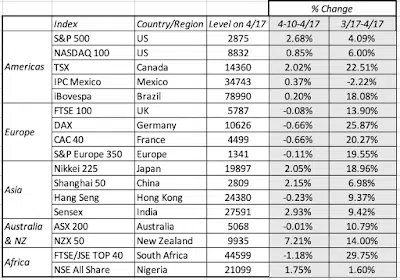 % Change
Index Country/Region Level on 4/17 4-10-4/17 3/17-4/17
Americas
S&P 500 US 2875 2.68% 4.09%
NASDAQ 100 US 8832 0.85% 6.00%
TSX Canada 14360 2.02% 22.51%
IPC Mexico Mexico 34743 0.37% -2.22%
iBovespa Brazil 78990 0.20% 18.08%
Europe
FTSE 100 UK 5787 -0.08% 13.90%
DAX Germany 10626 -0.66% 25.87%
CAC 40 France 4499 -0.66% 20.27%
S&P Europe 350 Europe 1341 -0.11% 19.55%
Asia
Nikkei 225 Japan 19897 2.05% 18.96%
Shanghai 50 China 2809 2.15% 6.98%
Hang Seng Hong Kong 24380 -0.23% 9.37%
Sensex India 27591 2.93% 9.42%
Australia & NZ
ASX 200 Australia 5068 -0.01% 10.79%
NZX 50 New Zealand 9935 7.21% 14.00%
Africa
FTSE/JSE TOP 40 South Africa 44599 -1.18% 29.75%
NSE All Share Nigeria 21099 1.75% 1.60%